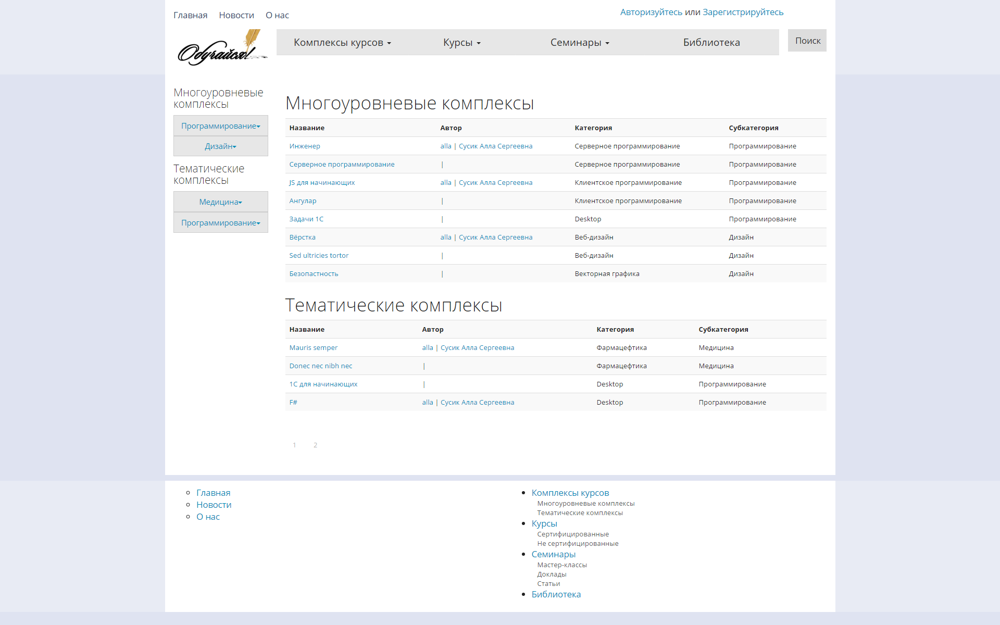 Главная Новости О нас
Авторизуйтесь или Зарегистрируйтесь
Обучайся!
Комплексы курсов Курсы Семинары Библиотека
Поиск
Многоуровневые
комплексы
Программирование
Дизайн
Тематические
комплексы
Медицина
Программирование
Многоуровневые комплексы
Название Автор Категория Субкатегория
Инженер alla | Сусик Алла Сергеевна Серверное программирование Программирование
Серверное программирование | Серверное программирование Программирование
JS для начинающих alla | Сусик Алла Сергеевна Клиентское программирование Программирование
Ангулар | Клиентское программирование Программирование
Задачи 1С | Desktop Программирование
Вёрстка alla | Сусик Алла Сергеевна Веб-дизайн Дизайн
Sed ultricies tortor | Веб-дизайн Дизайн
Безопастность | Векторная графика Дизайн
Тематические комплексы
Название Автор Категория Субкатегория
Mauris semper alla | Сусик Алла Сергеевна Фармацефтика Медицина
Donec nec nibh nec | Фармацефтика Медицина
1С для начинающих | Desktop Программирование
F# alla | Сусик Алла Сергеевна Desktop Программирование
1 2
Главная
Новости
О нас
Комплексы курсов
Многоуровневые комплексы
Тематические комплексы
Курсы
Сертифицированные
Не сертифицированные
Семинары
Мастер-классы
Доклады
Статьи
Библиотека